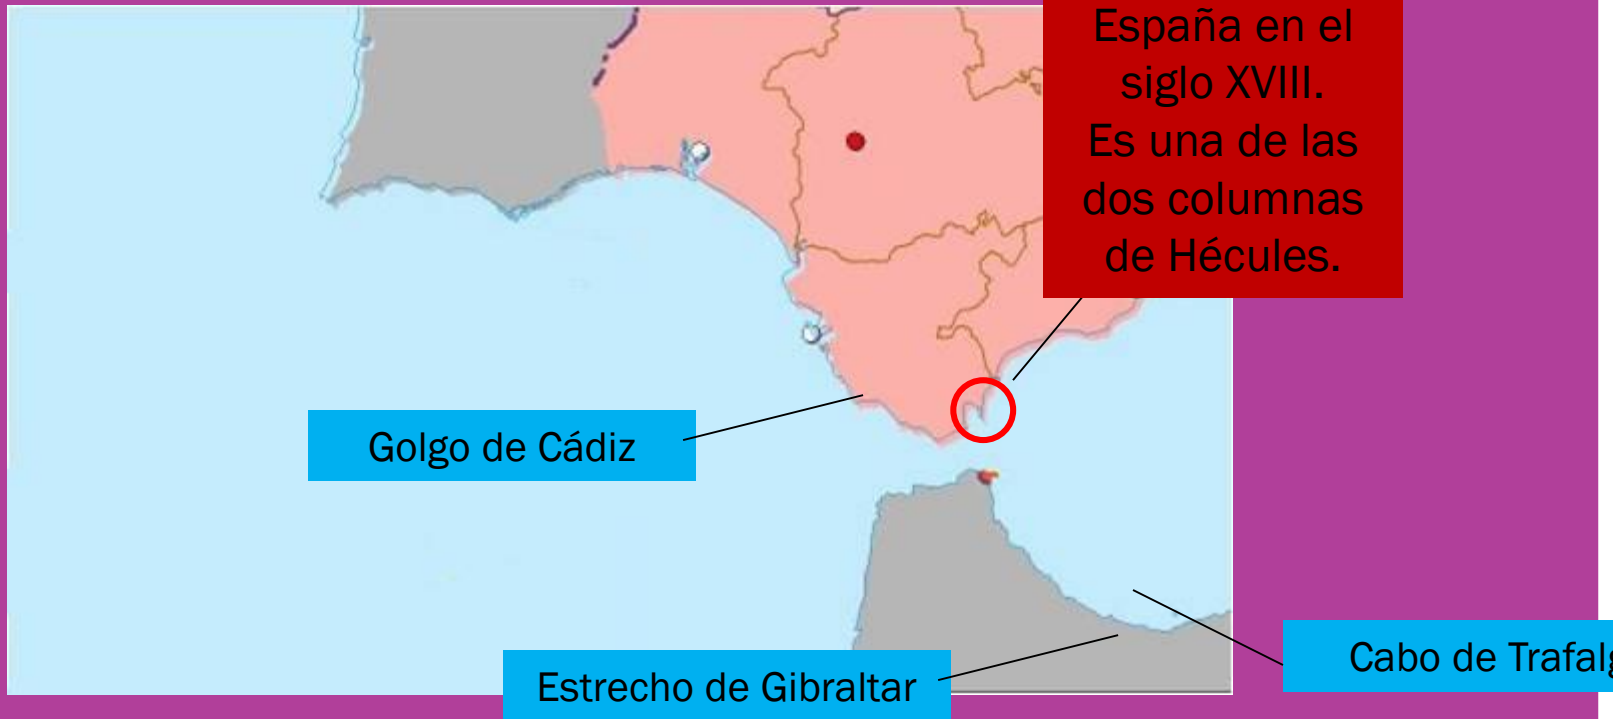 España en el
siglo XVIII.
Es una de las
dos columnas
de Hécules.
Golgo de Cádiz
Estrecho de Gibraltar
Cabo de